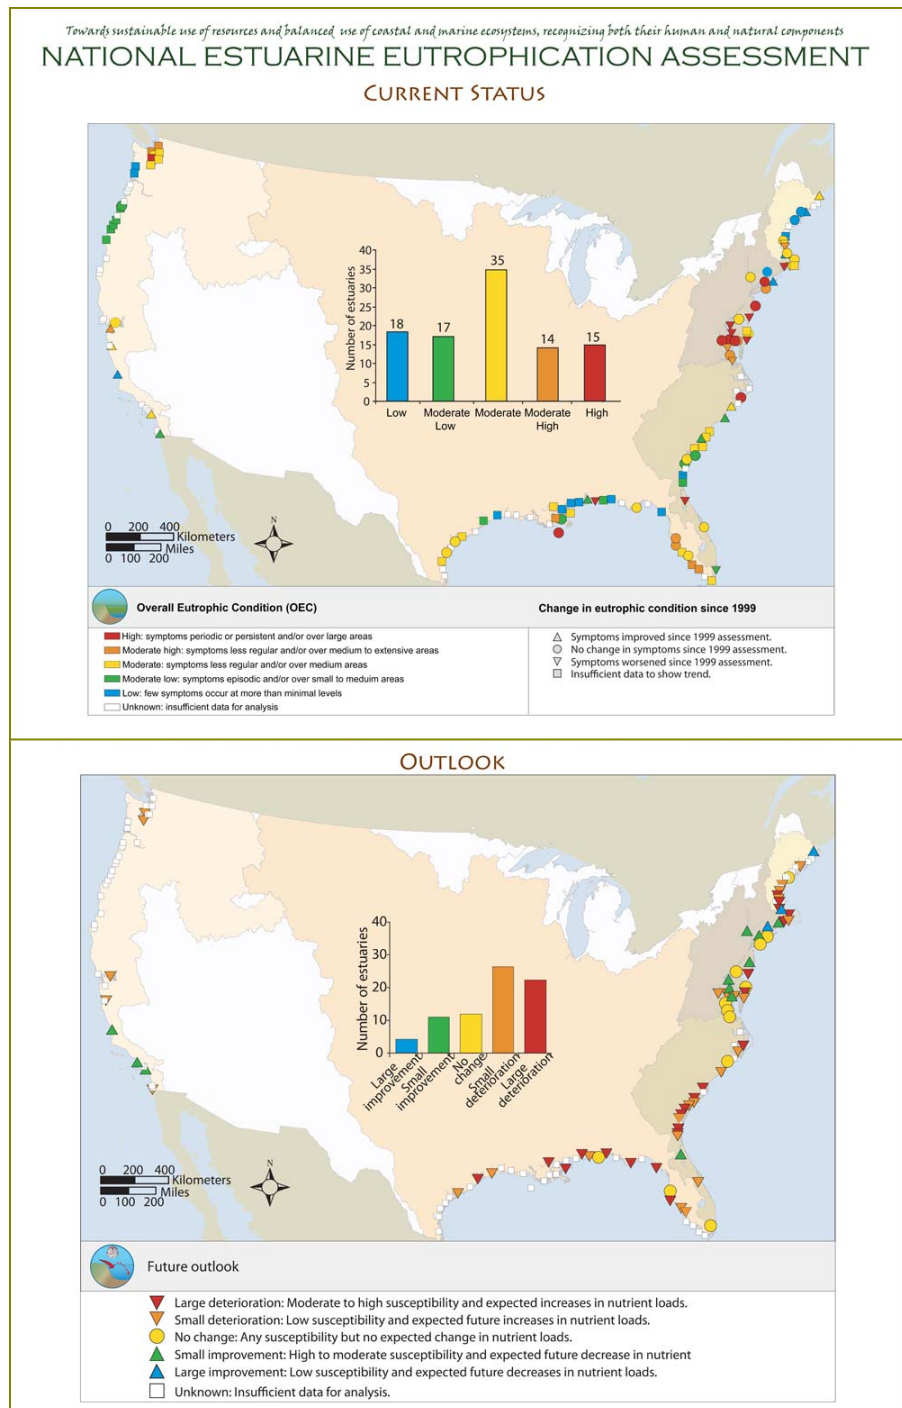 Towards sustainable use of resources and balanced use of coastal and marine ecosystems, recognizing both their human and natural components
NATIONAL ESTUARINE EUTROPHICATION ASSESSMENT
CURRENT STATUS
Number of estuaries
40
35
30
25
20
15
10
5
0
18
17
35
14
15
Low
Moderate Low
Moderate
Moderate High
High
N
0 200 400
Kilometers
Miles
0 100 200
Overall Eutrophic Condition (OEC)
High: symptoms periodic or persistent and/or over large areas
Moderate high: symptoms less regular and/or over medium to extensive areas
Moderate: symptoms less regular and/or over medium areas
Moderate low: symptoms episodic and/or over small to meduim areas
Low: few symptoms occur at more than minimal levels
Unknown: insufficient data for analysis
Change in eutrophic condition since 1999
Symptoms improved since 1999 assessment.
No change in symptoms since 1999 assessment.
Symptoms worsened since 1999 assessment.
Insufficient data to show trend.
OUTLOOK
Number of estuaries
40
30
20
10
0
Large improvement
Small improvement
No change
Small deterioration
Large deterioration
N
0 200 400
Kilometers
Miles
0 100 200
Future outlook
Large deterioration: Moderate to high susceptibility and expected increases in nutrient loads.
Small deterioration: Low susceptibility and expected future increases in nutrient loads.
No change: Any susceptibility but no expected change in nutrient loads.
Small improvement: High to moderate susceptibility and expected future decrease in nutrient
Large improvement: Low susceptibility and expected future decreases in nutrient loads.
Unknown: Insufficient data for analysis.